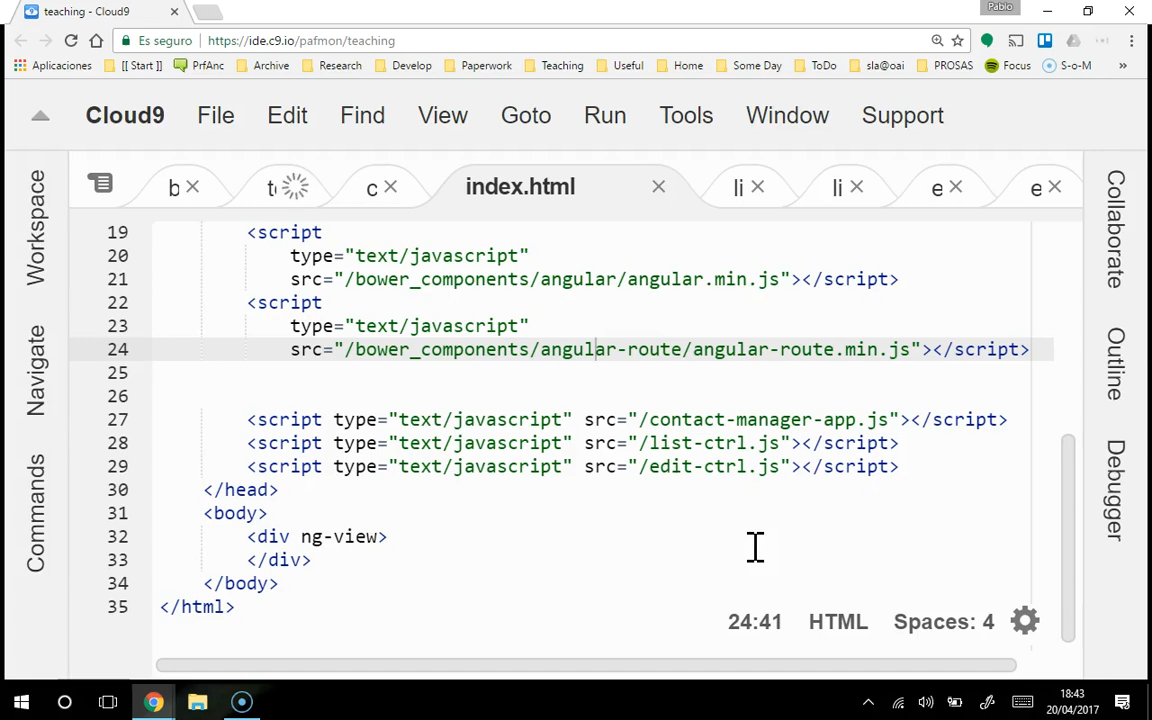 teaching - Cloud9
Pablo
Es seguro
https://ide.c9.io/pafmon/teaching
Aplicaciones
[[ Start ]]
PrfAnc
Archive
Research
Develop
Paperwork
Teaching
Useful
Home
Some Day
ToDo
sla@oai
PROSAS
Focus
S-o-M
»
Cloud9 File Edit Find View Goto Run Tools Window Support
b
t
c
index.html
li
li
e
e
Workspace
Navigate
Commands
Collaborate
Outline
Debugger
19 <script
20 type="text/javascript"
21 src="/bower_components/angular/angular.min.js"></script>
22 <script
23 type="text/javascript"
24 src="/bower_components/angular-route/angular-route.min.js"></script>
25
26
27 <script type="text/javascript" src="/contact-manager-app.js"></script>
28 <script type="text/javascript" src="/list-ctrl.js"></script>
29 <script type="text/javascript" src="/edit-ctrl.js"></script>
30 </head>
31 <body>
32 <div ng-view>
33 </div>
34 </body>
35 </html>
24:41 HTML Spaces: 4
18:43
20/04/2017